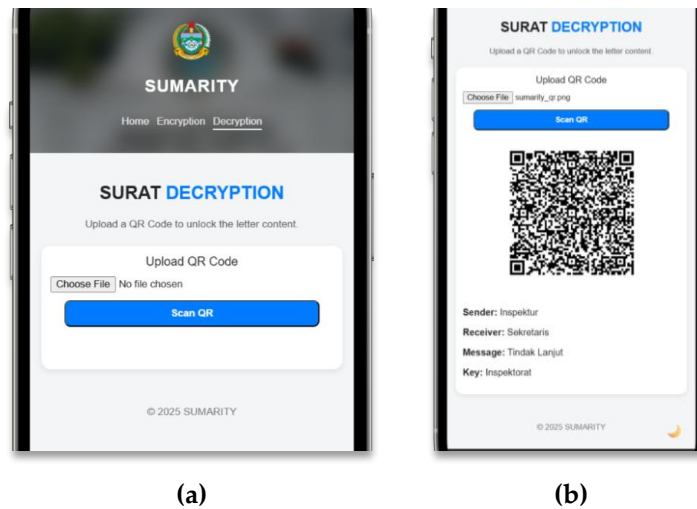 SUMARITY
Home Encryption Decryption
SURAT DECRYPTION
Upload a QR Code to unlock the letter content.
Upload QR Code
Choose File No file chosen
Scan QR
© 2025 SUMARITY
(a)
SURAT DECRYPTION
Upload a QR Code to unlock the letter content.
Upload QR Code
Choose File sumarity_qr.png
Scan QR
Sender: Inspektur
Receiver: Sekretaris
Message: Tindak Lanjut
Key: Inspektorat
© 2025 SUMARITY
(b)